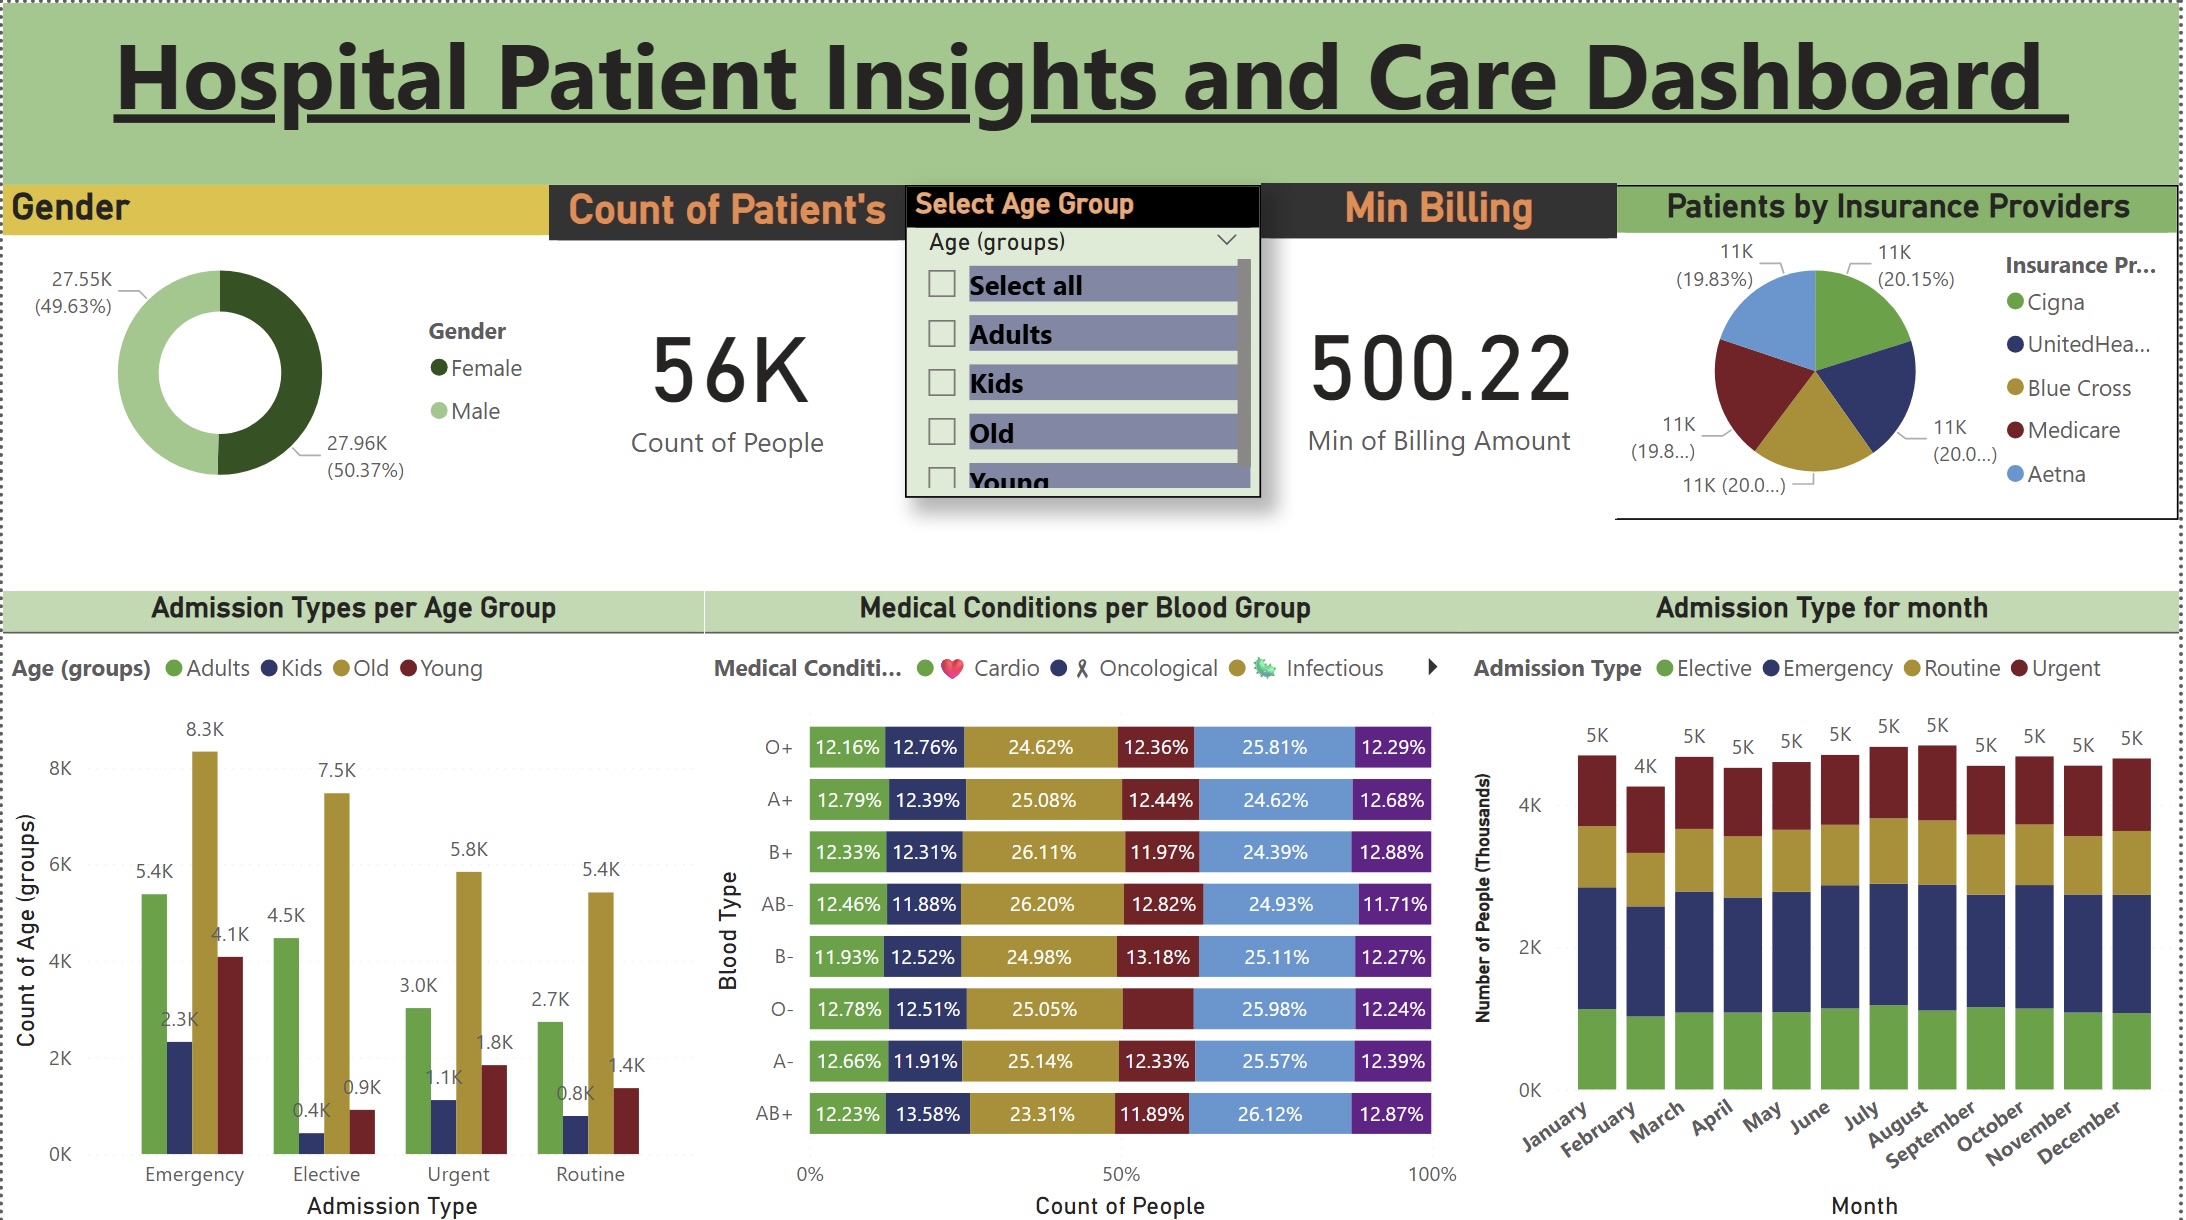 Hospital Patient Insights and Care Dashboard
Gender
27.55K
(49.63%)
27.96K
(50.37%)
Gender
Female
Male
Count of Patient's
56K
Count of People
Select Age Group
Age (groups)
Select all
Adults
Kids
Old
Young
Min Billing
500.22
Min of Billing Amount
Patients by Insurance Providers
11K
(19.83%)
11K
(20.15%)
11K
(19.8...)
11K
(20.0...)
11K (20.0...)
Insurance Pr...
Cigna
UnitedHea...
Blue Cross
Medicare
Aetna
Admission Types per Age Group
Age (groups) Adults Kids Old Young
Count of Age (groups)
8K
6K
4K
2K
0K
5.4K
2.3K
8.3K
4.1K
4.5K
0.4K
7.5K
0.9K
3.0K
1.1K
5.8K
1.8K
2.7K
0.8K
5.4K
1.4K
Emergency Elective Urgent Routine
Admission Type
Medical Conditions per Blood Group
Medical Conditi... Cardio Oncological Infectious
Blood Type
O+ 12.16% 12.76% 24.62% 12.36% 25.81% 12.29%
A+ 12.79% 12.39% 25.08% 12.44% 24.62% 12.68%
B+ 12.33% 12.31% 26.11% 11.97% 24.39% 12.88%
AB- 12.46% 11.88% 26.20% 12.82% 24.93% 11.71%
B- 11.93% 12.52% 24.98% 13.18% 25.11% 12.27%
O- 12.78% 12.51% 25.05% 25.98% 12.24%
A- 12.66% 11.91% 25.14% 12.33% 25.57% 12.39%
AB+ 12.23% 13.58% 23.31% 11.89% 26.12% 12.87%
0% 50% 100%
Count of People
Admission Type for month
Admission Type Elective Emergency Routine Urgent
Number of People (Thousands)
4K
2K
0K
5K 4K 5K 5K 5K 5K 5K 5K 5K 5K 5K 5K
January February March April May June July August September October November December
Month